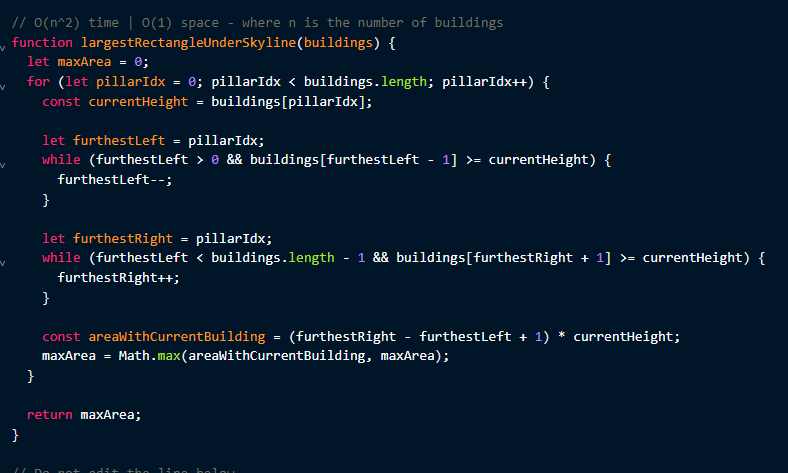 // O(n^2) time | O(1) space - where n is the number of buildings
function largestRectangleUnderSkyline(buildings) {
let maxArea = 0;
for (let pillarIdx = 0; pillarIdx < buildings.length; pillarIdx++) {
const currentHeight = buildings[pillarIdx];
let furthestLeft = pillarIdx;
while (furthestLeft > 0 && buildings[furthestLeft - 1] >= currentHeight) {
furthestLeft--;
}
let furthestRight = pillarIdx;
while (furthestLeft < buildings.length - 1 && buildings[furthestRight + 1] >= currentHeight) {
furthestRight++;
}
const areaWithCurrentBuilding = (furthestRight - furthestLeft + 1) * currentHeight;
maxArea = Math.max(areaWithCurrentBuilding, maxArea);
}
return maxArea;
}
// Do not edit the line below